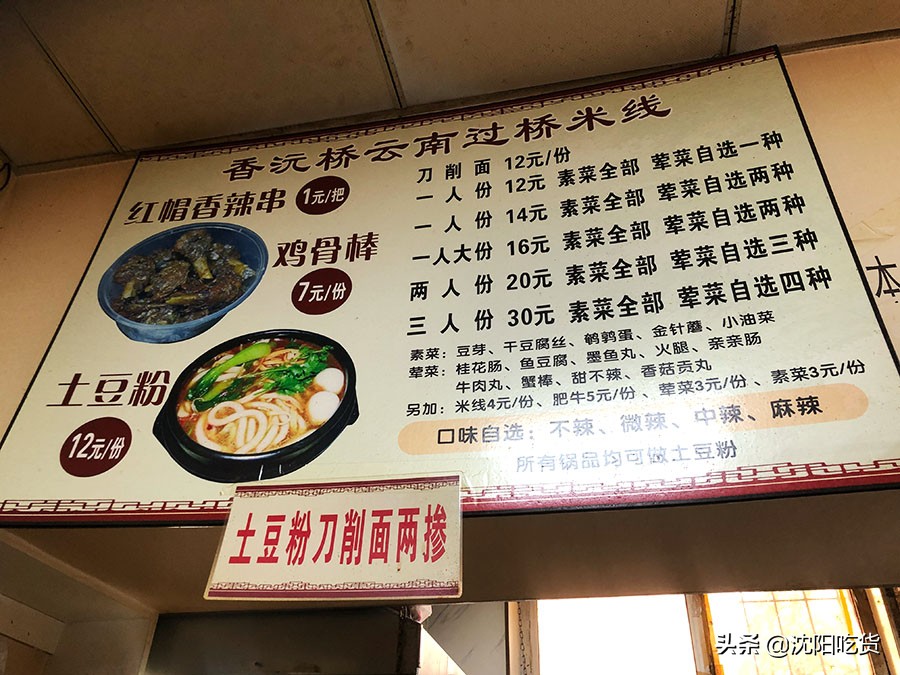 香沅桥云南过桥米线
红帽香辣串 1元/把
鸡骨棒
7元/份
土豆粉
12元/份
刀削面 12元/份
一人份 12元 素菜全部 荤菜自选一种
一人份 14元 素菜全部 荤菜自选两种
一人大份 16元 素菜全部 荤菜自选两种
两人份 20元 素菜全部 荤菜自选三种
三人份 30元 素菜全部 荤菜自选四种
素菜：豆芽、干豆腐丝、鹌鹑蛋、金针蘑、小油菜
荤菜：桂花肠、鱼豆腐、墨鱼丸、火腿、亲亲肠
牛肉丸、蟹棒、甜不辣、香菇贡丸
另加：米线4元/份、肥牛5元/份、荤菜3元/份、素菜3元/份
口味自选：不辣、微辣、中辣、麻辣
所有锅品均可做土豆粉
土豆粉刀削面两掺
本
头条 @沈阳吃货